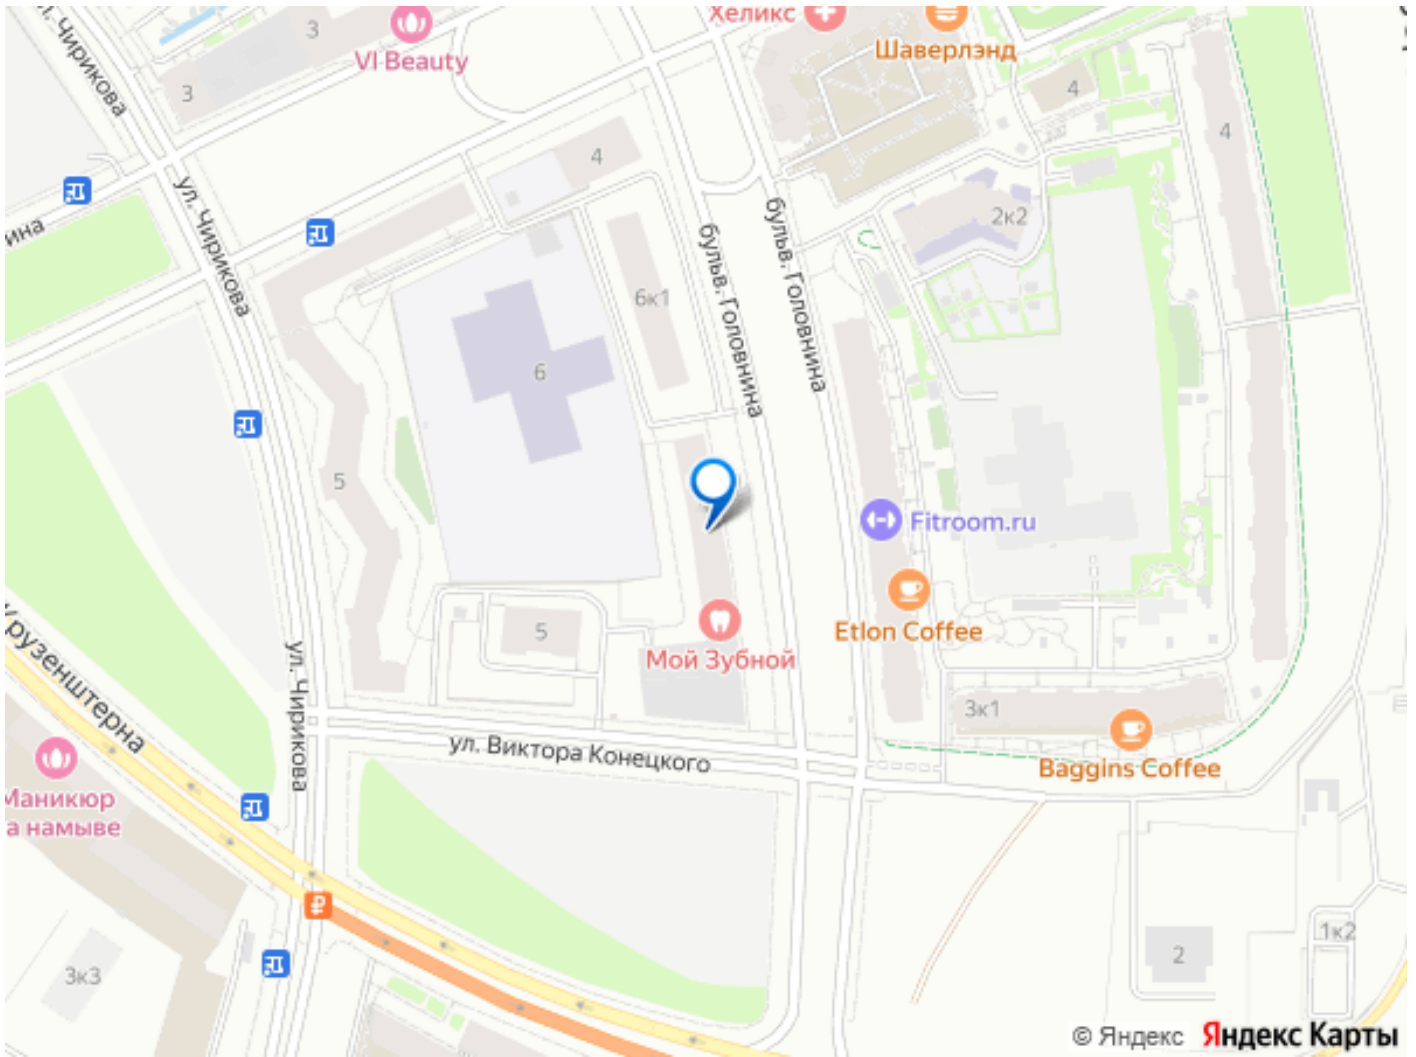 Хеликс
Шаверлэнд
VI Beauty
3
3
4
4
ул. Чирикова
4
ул. Чирикова
2к2
бульв. Головнина
бульв. Головнина
ина
6к1
6
5
Fitroom.ru
Etlon Coffee
5
Мой Зубной
Крузенштерна
ул. Чирикова
3к1
ул. Виктора Конецкого
Baggins Coffee
Маникюр
а намыве
1к2
2
3к3
© Яндекс Яндекс Карты